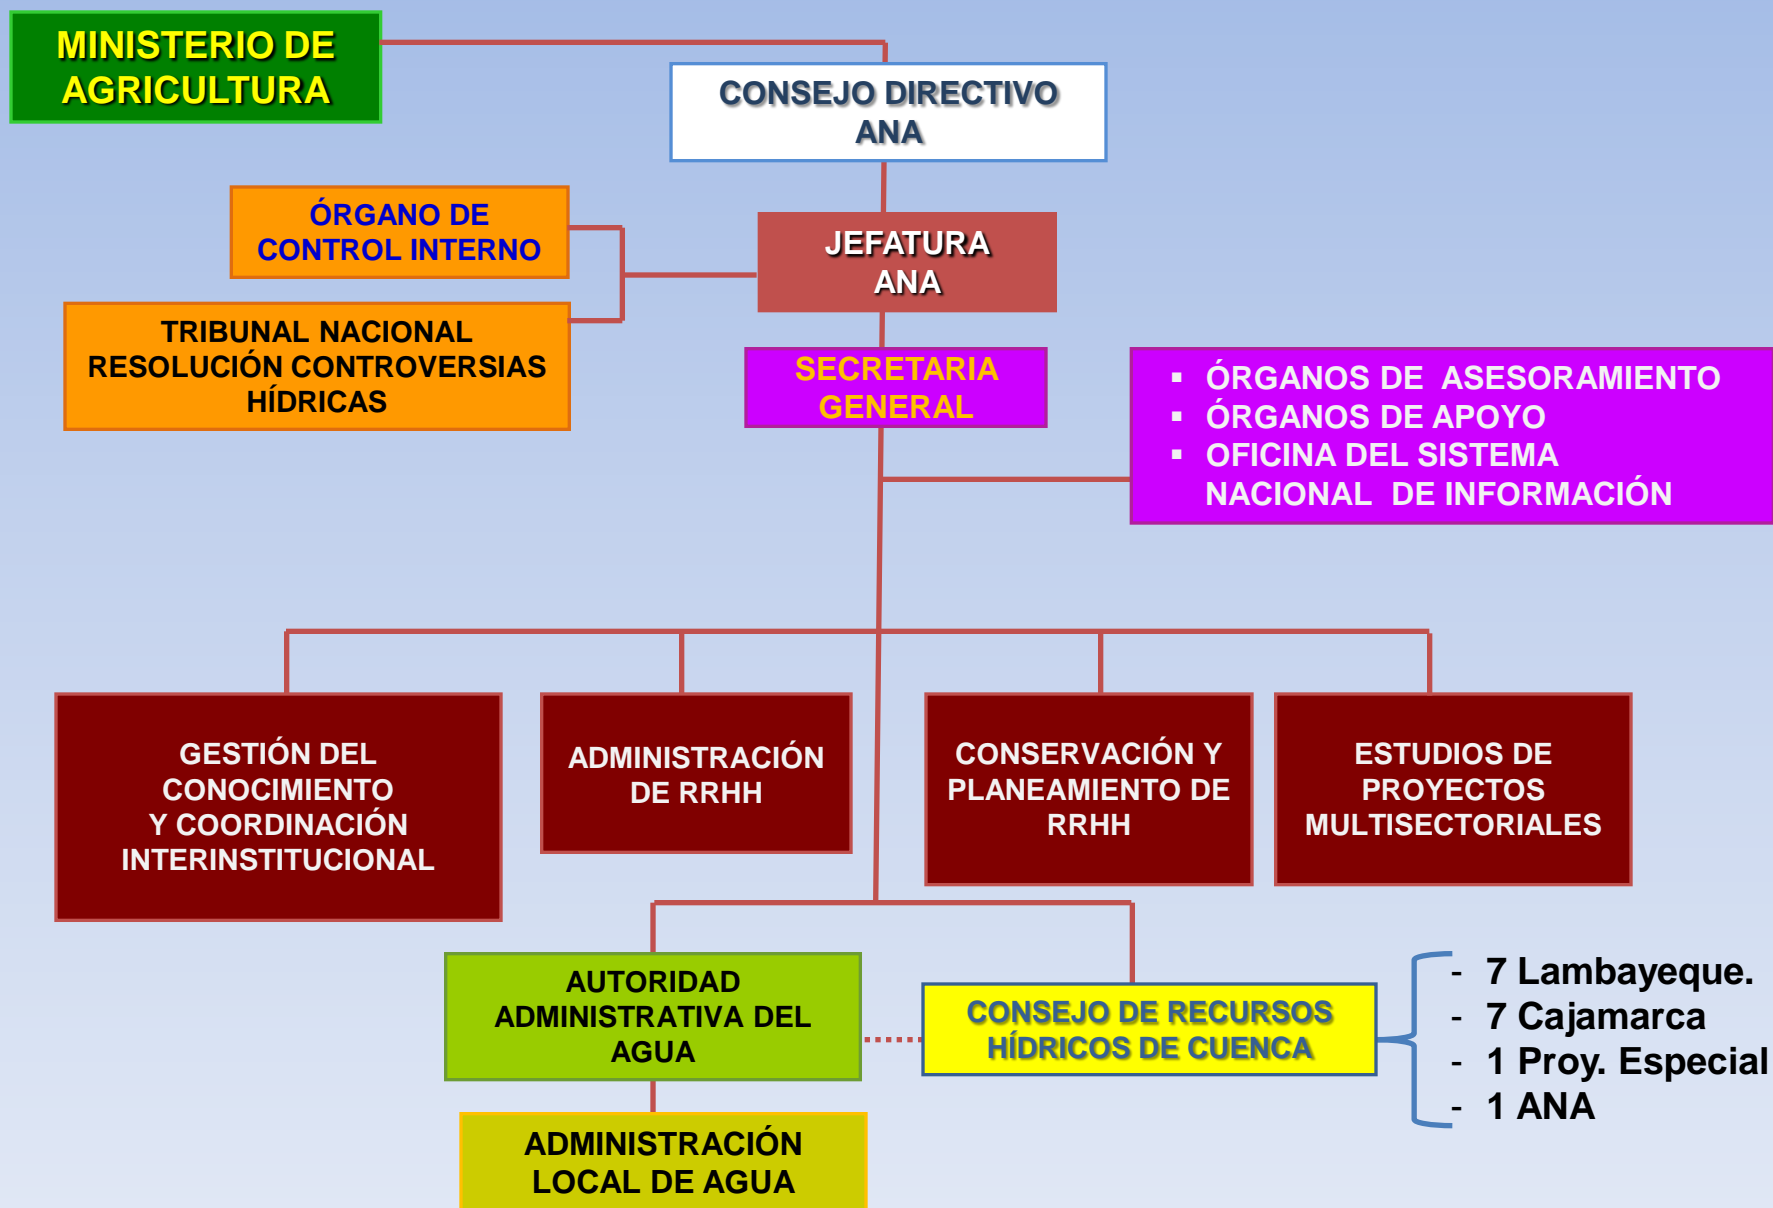 MINISTERIO DE
AGRICULTURA
CONSEJO DIRECTIVO
ANA
ÓRGANO DE
CONTROL INTERNO
JEFATURA
ANA
TRIBUNAL NACIONAL
RESOLUCIÓN CONTROVERSIAS
HÍDRICAS
SECRETARIA
GENERAL
▪ ÓRGANOS DE ASESORAMIENTO
▪ ÓRGANOS DE APOYO
▪ OFICINA DEL SISTEMA
NACIONAL DE INFORMACIÓN
GESTIÓN DEL
CONOCIMIENTO
Y COORDINACIÓN
INTERINSTITUCIONAL
ADMINISTRACIÓN
DE RRHH
CONSERVACIÓN Y
PLANEAMIENTO DE
RRHH
ESTUDIOS DE
PROYECTOS
MULTISECTORIALES
AUTORIDAD
ADMINISTRATIVA DEL
AGUA
CONSEJO DE RECURSOS
HÍDRICOS DE CUENCA
- 7 Lambayeque.
- 7 Cajamarca
- 1 Proy. Especial
- 1 ANA
ADMINISTRACIÓN
LOCAL DE AGUA